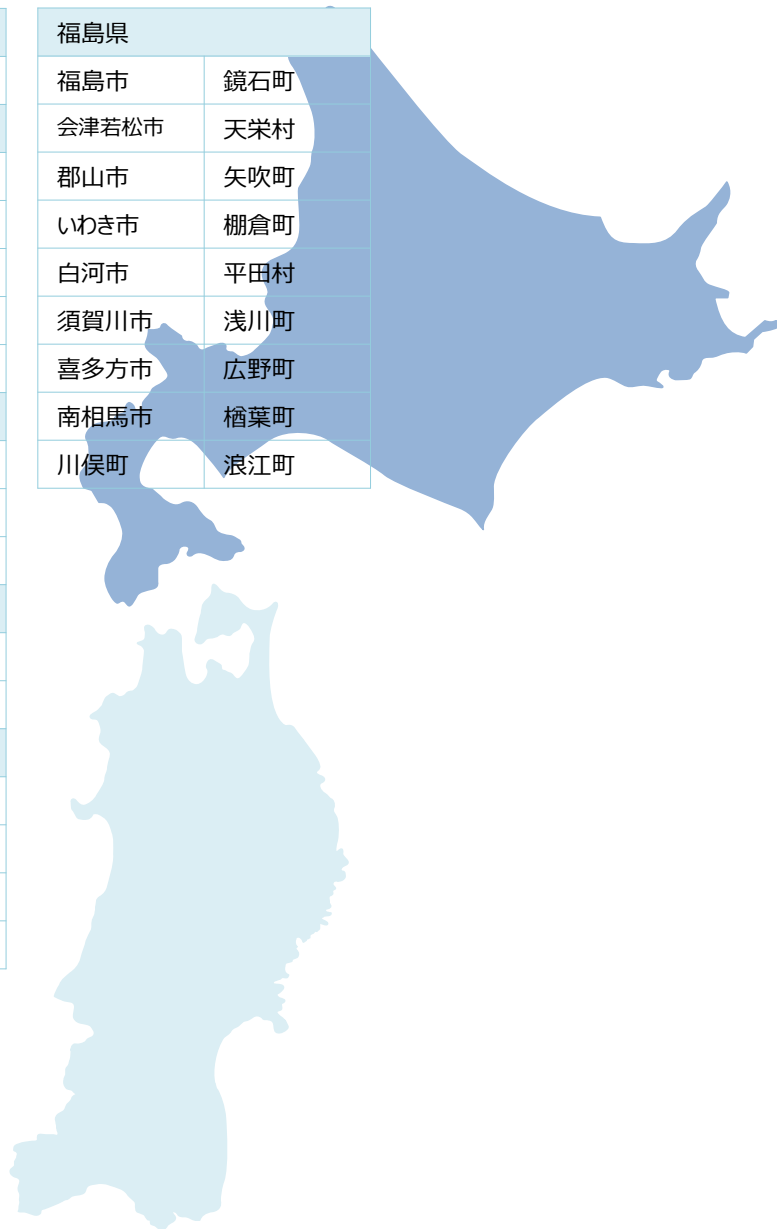 福島県
福島市 鏡石町
会津若松市 天栄村
郡山市 矢吹町
いわき市 棚倉町
白河市 平田村
須賀川市 浅川町
喜多方市 広野町
南相馬市 楢葉町
川俣町 浪江町